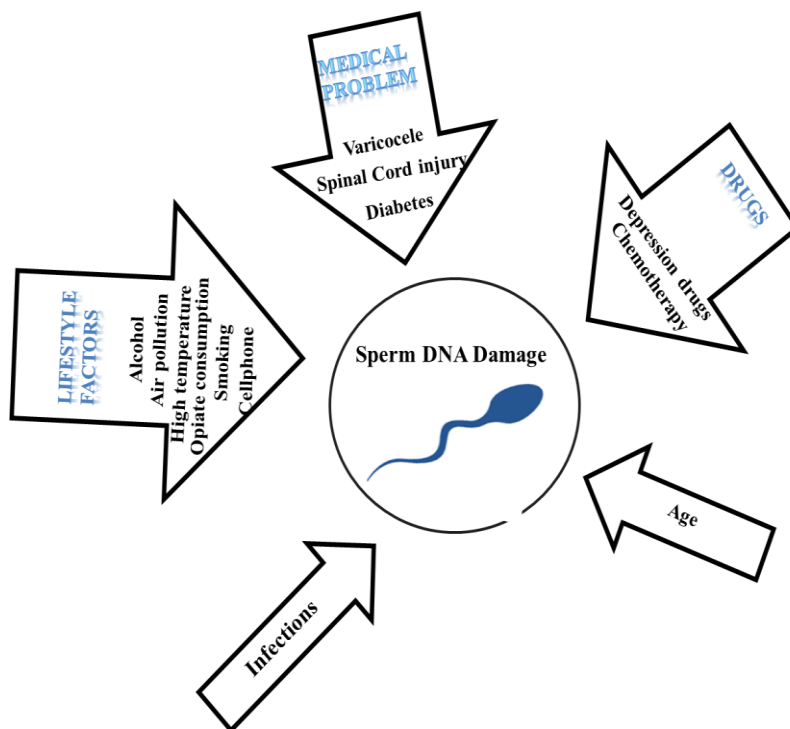 MEDICAL
PROBLEM
Varicocele
Spinal Cord injury
Diabetes
DRUGS
Depression drugs
Chemotherapy
LIFESTYLE
FACTORS
Alcohol
Air pollution
High temperature
Opiate consumption
Smoking
Cellphone
Sperm DNA Damage
Age
Infections